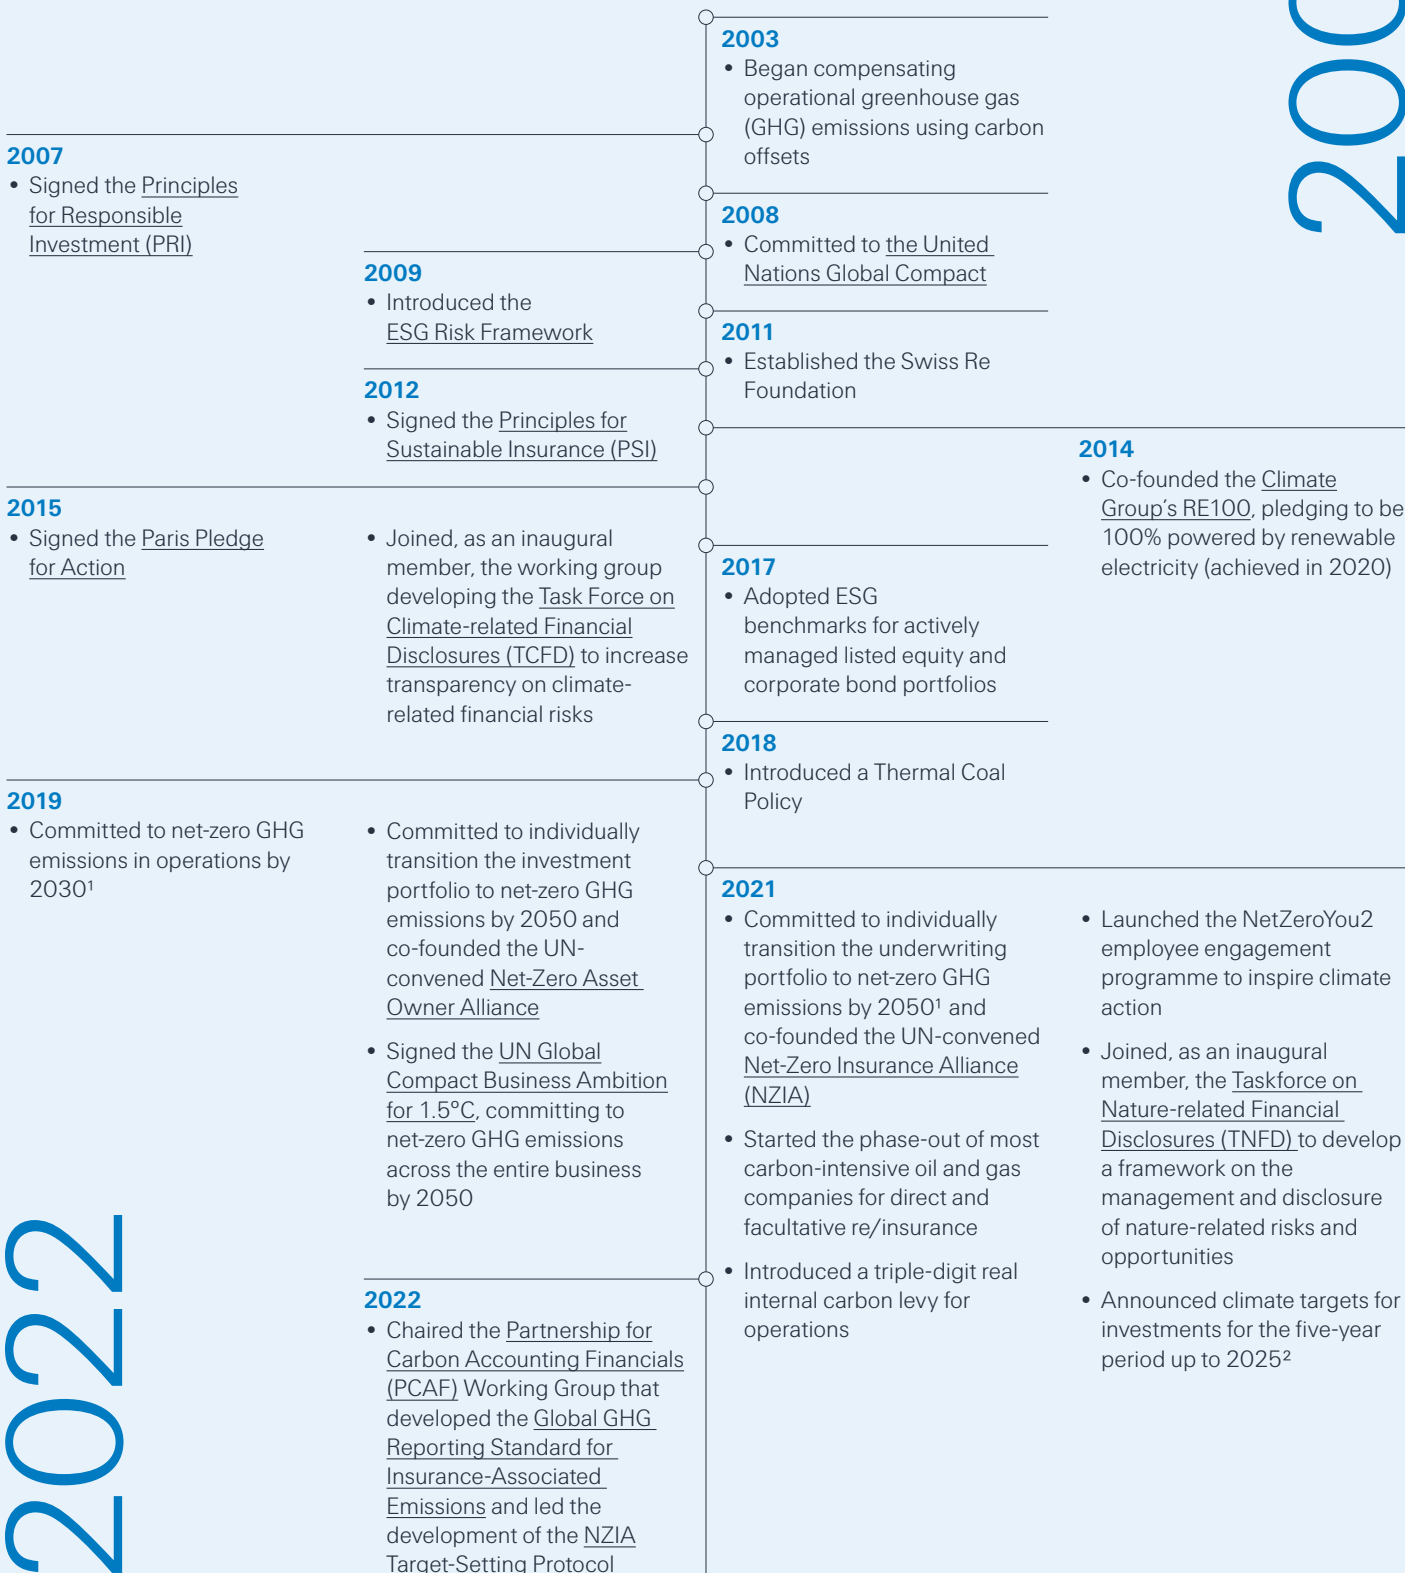 200
2003
• Began compensating
operational greenhouse gas
(GHG) emissions using carbon
offsets
2007
• Signed the Principles
for Responsible
Investment (PRI)
2008
• Committed to the United
Nations Global Compact
2009
• Introduced the
ESG Risk Framework
2011
• Established the Swiss Re
Foundation
2012
• Signed the Principles for
Sustainable Insurance (PSI)
2014
• Co-founded the Climate
Group's RE100, pledging to be
100% powered by renewable
electricity (achieved in 2020)
2015
• Signed the Paris Pledge
for Action
• Joined, as an inaugural
member, the working group
developing the Task Force on
Climate-related Financial
Disclosures (TCFD) to increase
transparency on climate-
related financial risks
2017
• Adopted ESG
benchmarks for actively
managed listed equity and
corporate bond portfolios
2018
• Introduced a Thermal Coal
Policy
2019
• Committed to net-zero GHG
emissions in operations by
2030¹
• Committed to individually
transition the investment
portfolio to net-zero GHG
emissions by 2050 and
co-founded the UN-
convened Net-Zero Asset
Owner Alliance
• Signed the UN Global
Compact Business Ambition
for 1.5°C, committing to
net-zero GHG emissions
across the entire business
by 2050
2021
• Committed to individually
transition the underwriting
portfolio to net-zero GHG
emissions by 2050¹ and
co-founded the UN-convened
Net-Zero Insurance Alliance
(NZIA)
• Started the phase-out of most
carbon-intensive oil and gas
companies for direct and
facultative re/insurance
• Introduced a triple-digit real
internal carbon levy for
operations
• Launched the NetZeroYou2
employee engagement
programme to inspire climate
action
• Joined, as an inaugural
member, the Taskforce on
Nature-related Financial
Disclosures (TNFD) to develop
a framework on the
management and disclosure
of nature-related risks and
opportunities
• Announced climate targets for
investments for the five-year
period up to 2025²
2022
• Chaired the Partnership for
Carbon Accounting Financials
(PCAF) Working Group that
developed the Global GHG
Reporting Standard for
Insurance-Associated
Emissions and led the
development of the NZIA
Target-Setting Protocol
2022